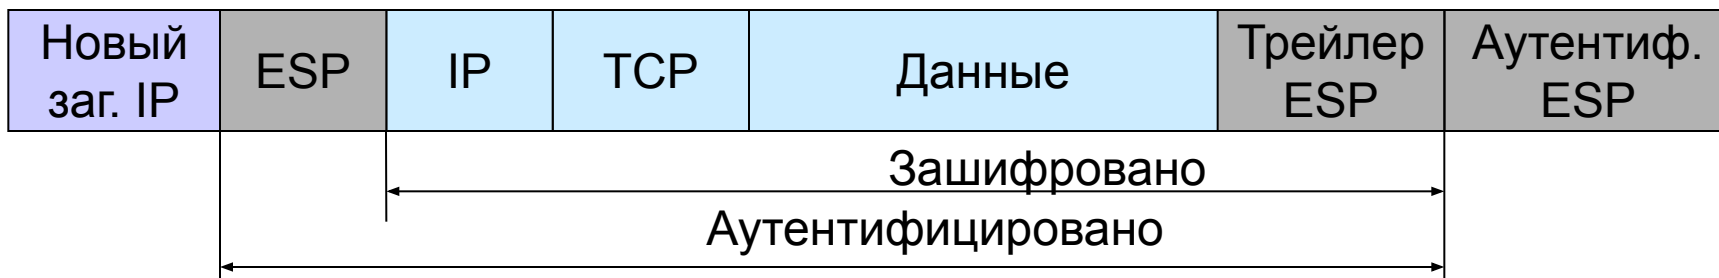 Новый
заг. IP
ESP
IP
TCP
Данные
Трейлер
ESP
Аутентиф.
ESP
Зашифровано
Аутентифицировано